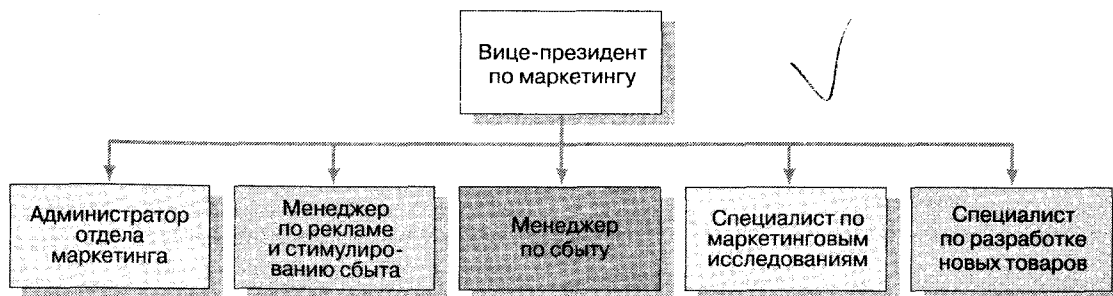 Вице-президент
по маркетингу
Администратор
отдела
маркетинга
Менеджер
по рекламе
и стимулиро-
ванию сбыта
Менеджер
по сбыту
Специалист по
маркетинговым
исследованиям
Специалист
по разработке
новых товаров